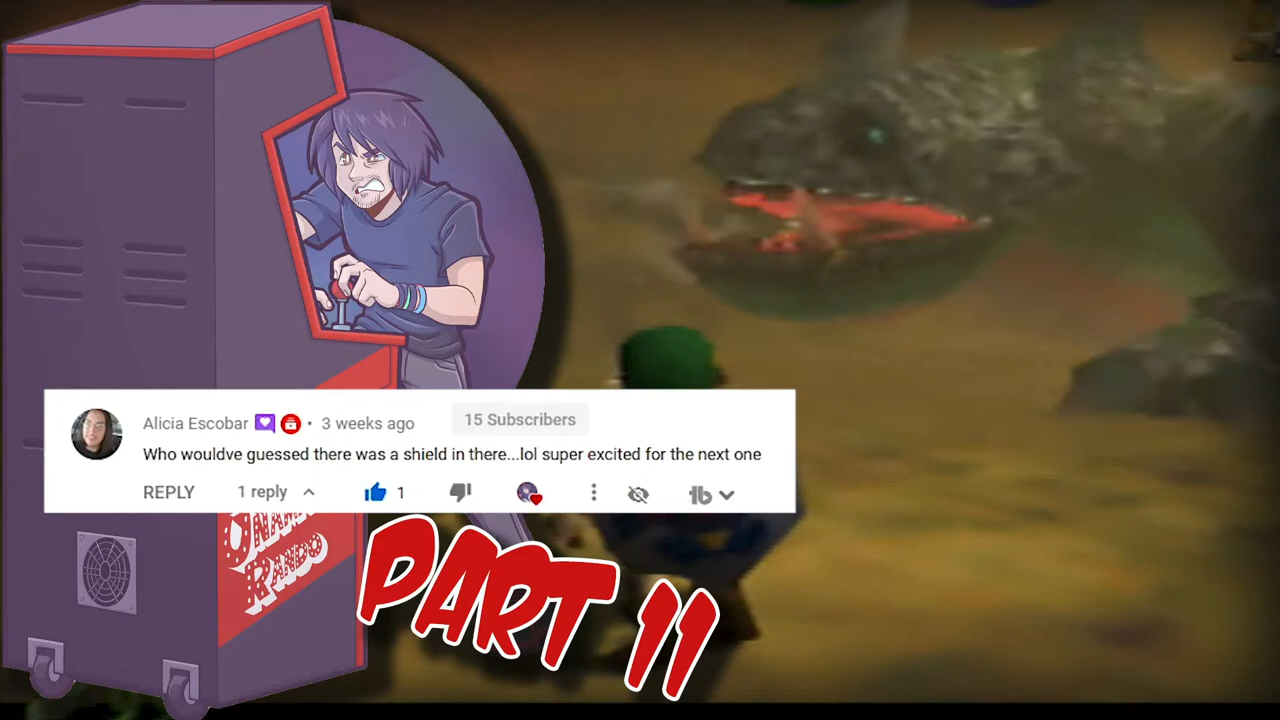 Alicia Escobar • 3 weeks ago 15 Subscribers
Who wouldve guessed there was a shield in there...lol super excited for the next one
REPLY 1 reply 1
RANDO
PART 11